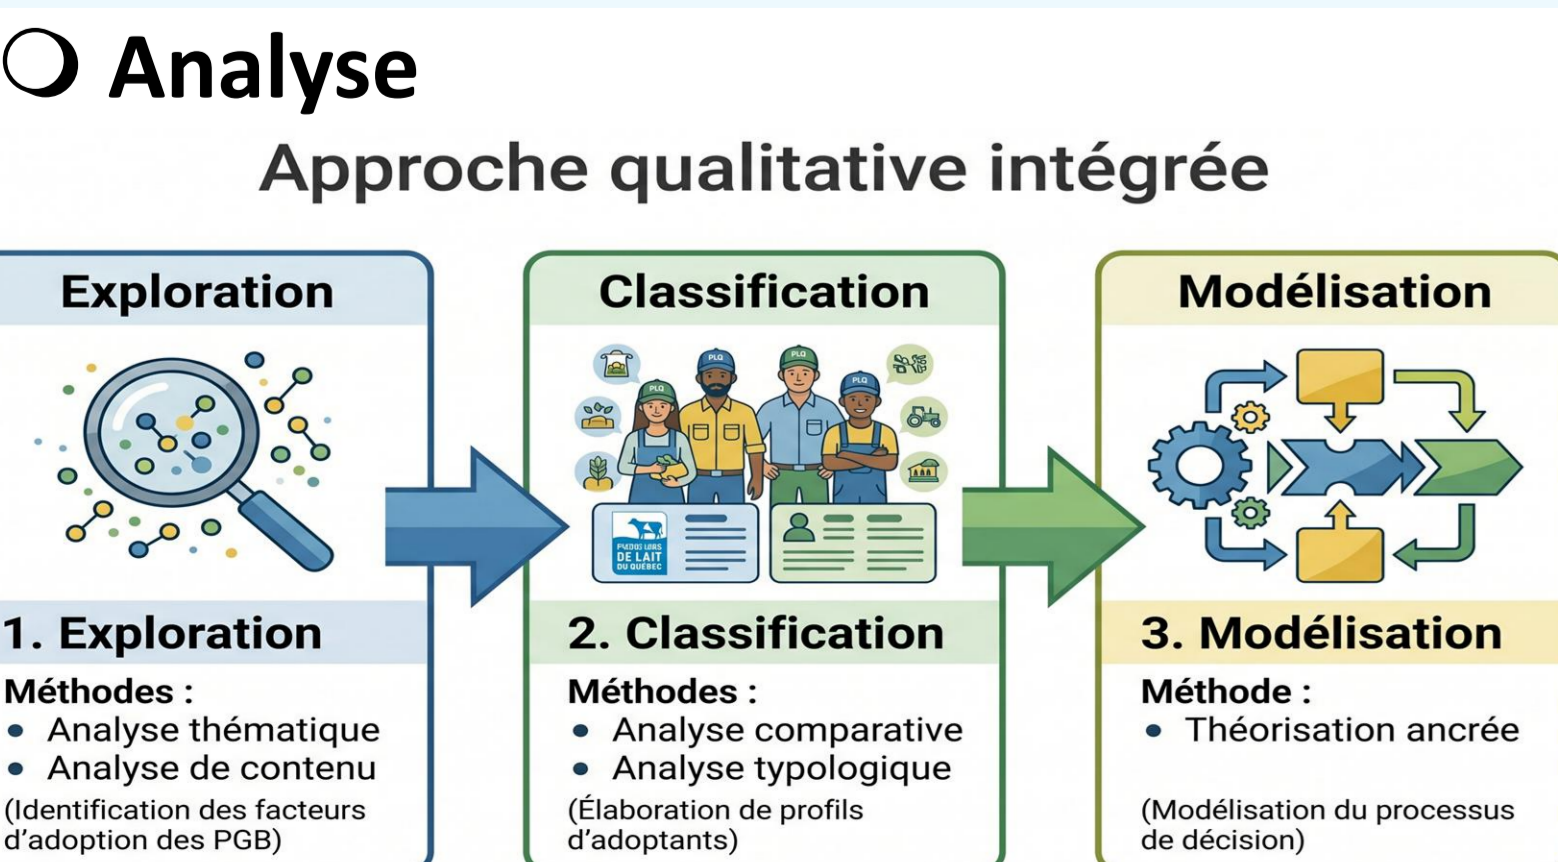 Analyse
Approche qualitative intégrée
Exploration
Classification
Modélisation
PLQ
PLQ
PLQ
PLQ
DE LAIT
DU QUÉBEC
1. Exploration
Méthodes :
• Analyse thématique
• Analyse de contenu
(Identification des facteurs
d’adoption des PGB)
2. Classification
Méthodes :
• Analyse comparative
• Analyse typologique
(Élaboration de profils
d’adoptants)
3. Modélisation
Méthode :
• Théorisation ancrée
(Modélisation du processus
de décision)